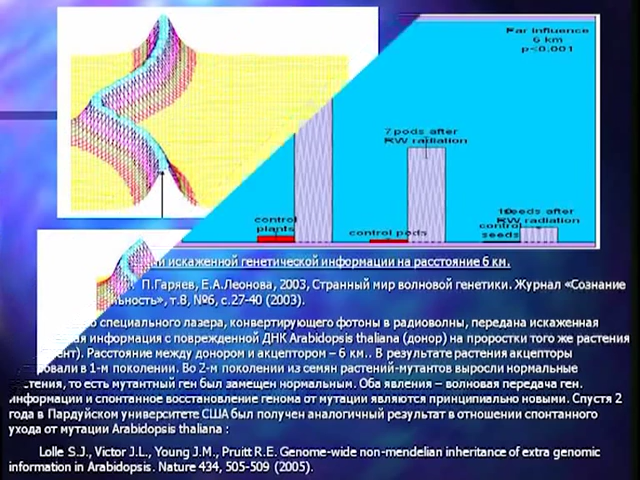 Far influence
6 km
p<0.001
7 pods after
RW radiation
control
plants
control pods
seeds after
RW radiation
control
seeds
искаженной генетической информации на расстояние 6 км.
П.Гаряев, Е.А.Леонова, 2003, Странный мир волновой генетики. Журнал «Сознание
т.8, №6, с.27-40 (2003).
специального лазера, конвертирующего фотоны в радиоволны, передана искаженная
информация с поврежденной ДНК Arabidopsis thaliana (донор) на проростки того же растения
Расстояние между донором и акцептором – 6 км.. В результате растения акцепторы
в 1-м поколении. Во 2-м поколении из семян растений-мутантов выросли нормальные
то есть мутантный ген был замещен нормальным. Оба явления – волновая передача ген.
информации и спонтанное восстановление генома от мутации являются принципиально новыми. Спустя 2
года в Пардуйском университете США был получен аналогичный результат в отношении спонтанного
ухода от мутации Arabidopsis thaliana :
Lolle S.J., Victor J.L., Young J.M., Pruitt R.E. Genome-wide non-mendelian inheritance of extra genomic
information in Arabidopsis. Nature 434, 505-509 (2005).